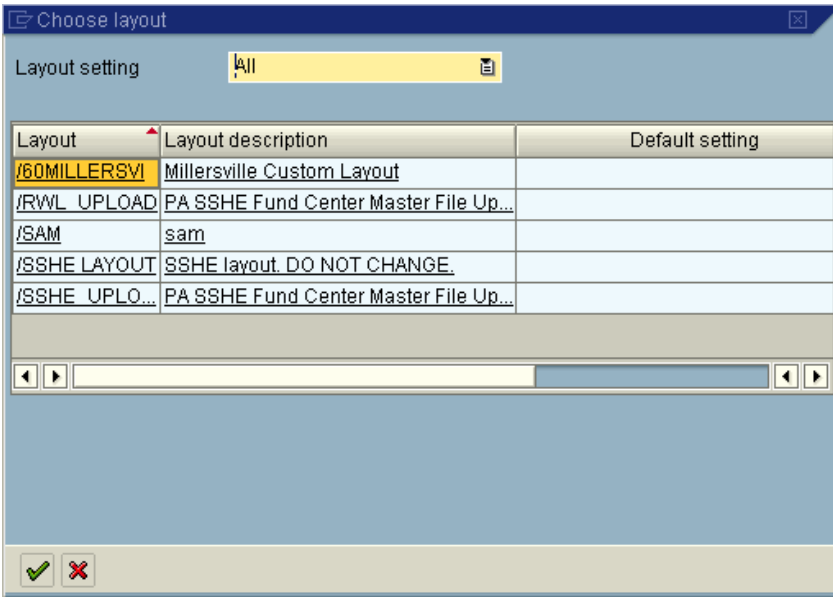 Choose layout
Layout setting All
Layout Layout description Default setting
/60MILLERSVI Millersville Custom Layout
/RWL_UPLOAD PA SSHE Fund Center Master File Up...
/SAM sam
/SSHE LAYOUT SSHE layout. DO NOT CHANGE.
/SSHE_UPLO... PA SSHE Fund Center Master File Up...